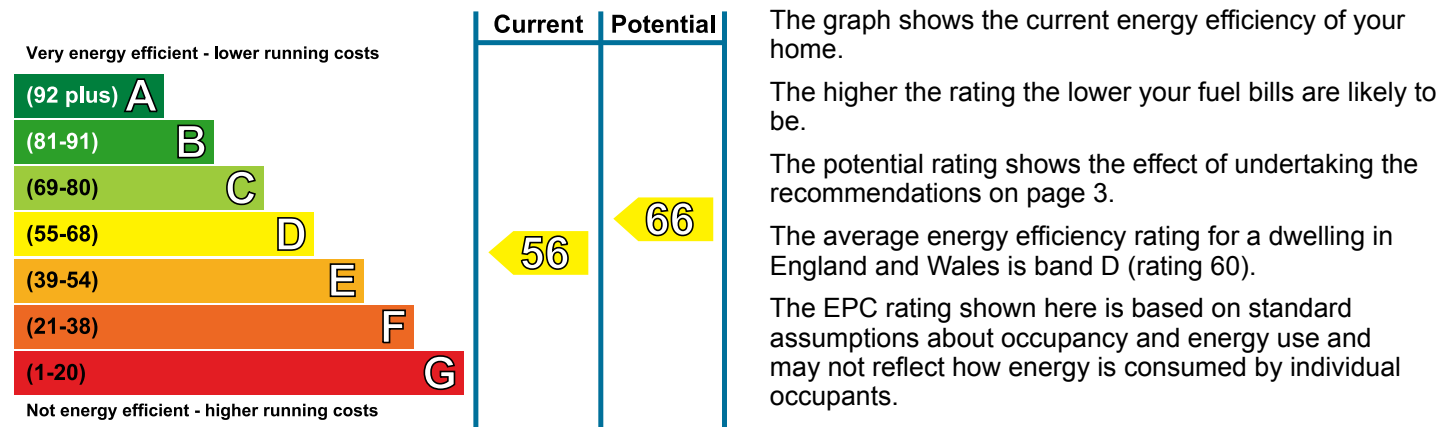 Current Potential
Very energy efficient - lower running costs
(92 plus) A
(81-91) B
(69-80) C
(55-68) D
(39-54) E
(21-38) F
(1-20) G
Not energy efficient - higher running costs
56
66
The graph shows the current energy efficiency of your
home.
The higher the rating the lower your fuel bills are likely to
be.
The potential rating shows the effect of undertaking the
recommendations on page 3.
The average energy efficiency rating for a dwelling in
England and Wales is band D (rating 60).
The EPC rating shown here is based on standard
assumptions about occupancy and energy use and
may not reflect how energy is consumed by individual
occupants.